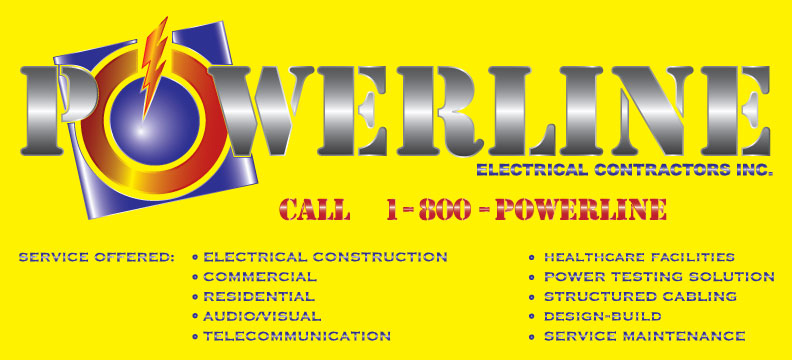 POWERLINE
ELECTRICAL CONTRACTORS INC.
CALL 1-800-POWERLINE
SERVICE OFFERED:
• ELECTRICAL CONSTRUCTION
• COMMERCIAL
• RESIDENTIAL
• AUDIO/VISUAL
• TELECOMMUNICATION
• HEALTHCARE FACILITIES
• POWER TESTING SOLUTION
• STRUCTURED CABLING
• DESIGN-BUILD
• SERVICE MAINTENANCE